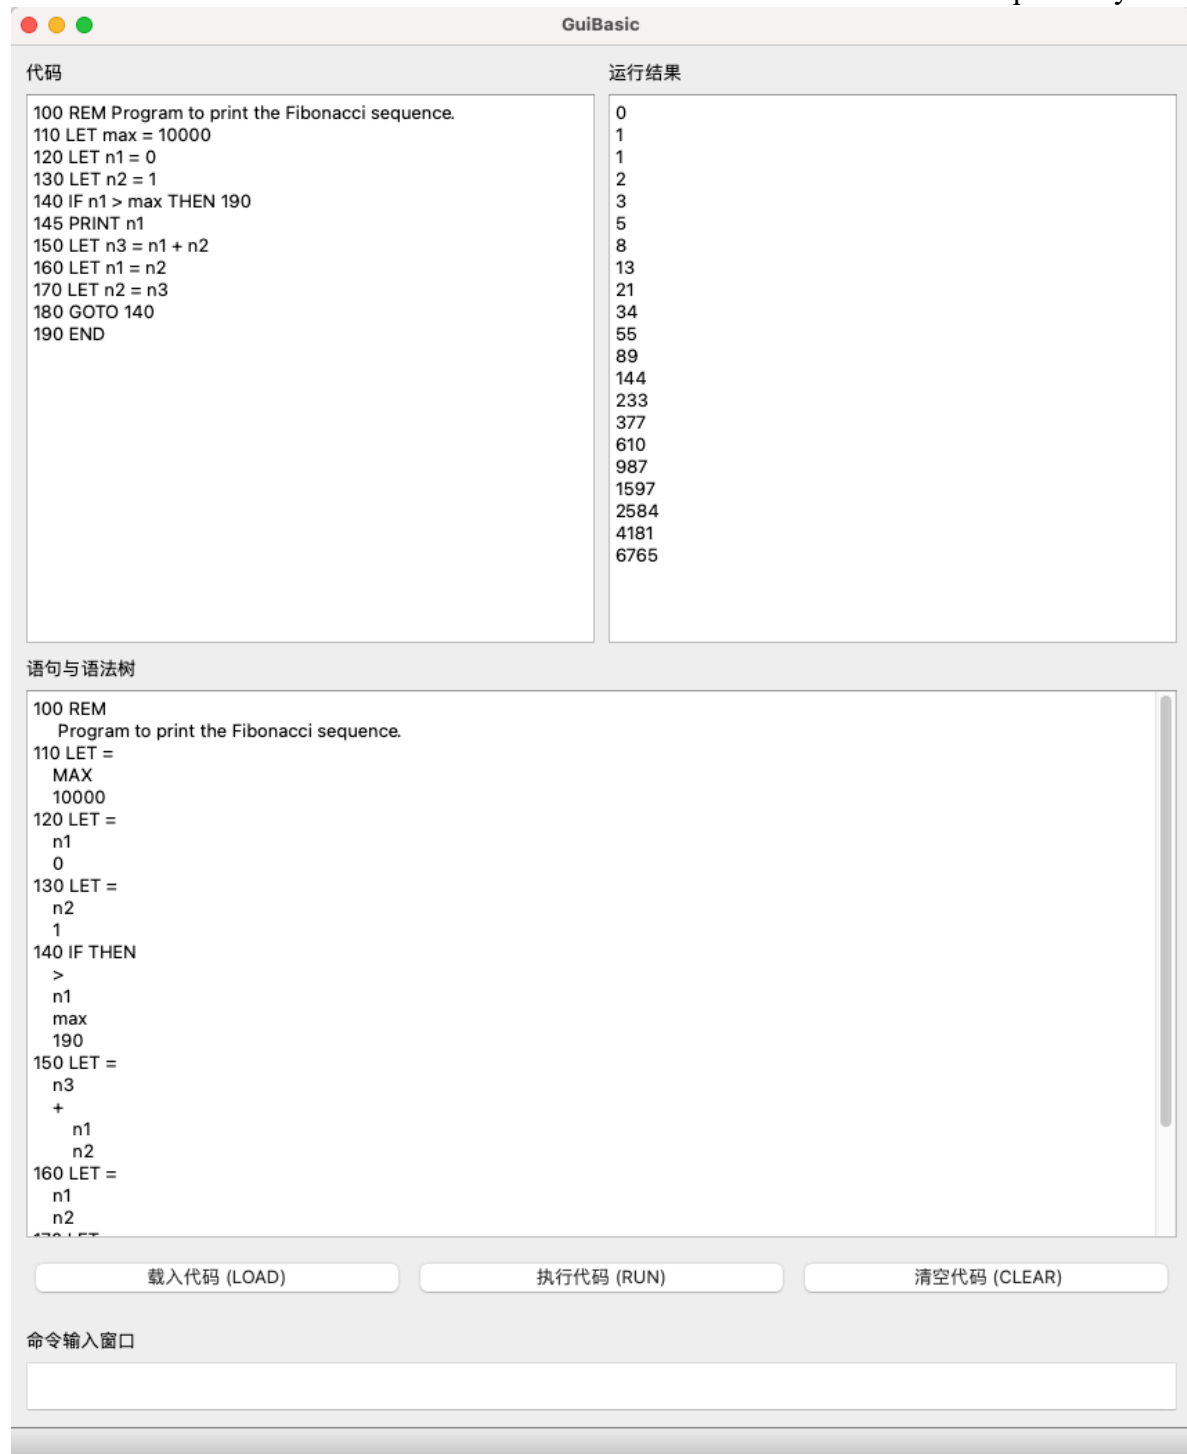 GuiBasic
代码
100 REM Program to print the Fibonacci sequence.
110 LET max = 10000
120 LET n1 = 0
130 LET n2 = 1
140 IF n1 > max THEN 190
145 PRINT n1
150 LET n3 = n1 + n2
160 LET n1 = n2
170 LET n2 = n3
180 GOTO 140
190 END
运行结果
0
1
1
2
3
5
8
13
21
34
55
89
144
233
377
610
987
1597
2584
4181
6765
语句与语法树
100 REM
Program to print the Fibonacci sequence.
110 LET =
MAX
10000
120 LET =
n1
0
130 LET =
n2
1
140 IF THEN
>
n1
max
190
150 LET =
n3
+
n1
n2
160 LET =
n1
n2
载入代码 (LOAD)
执行代码 (RUN)
清空代码 (CLEAR)
命令输入窗口